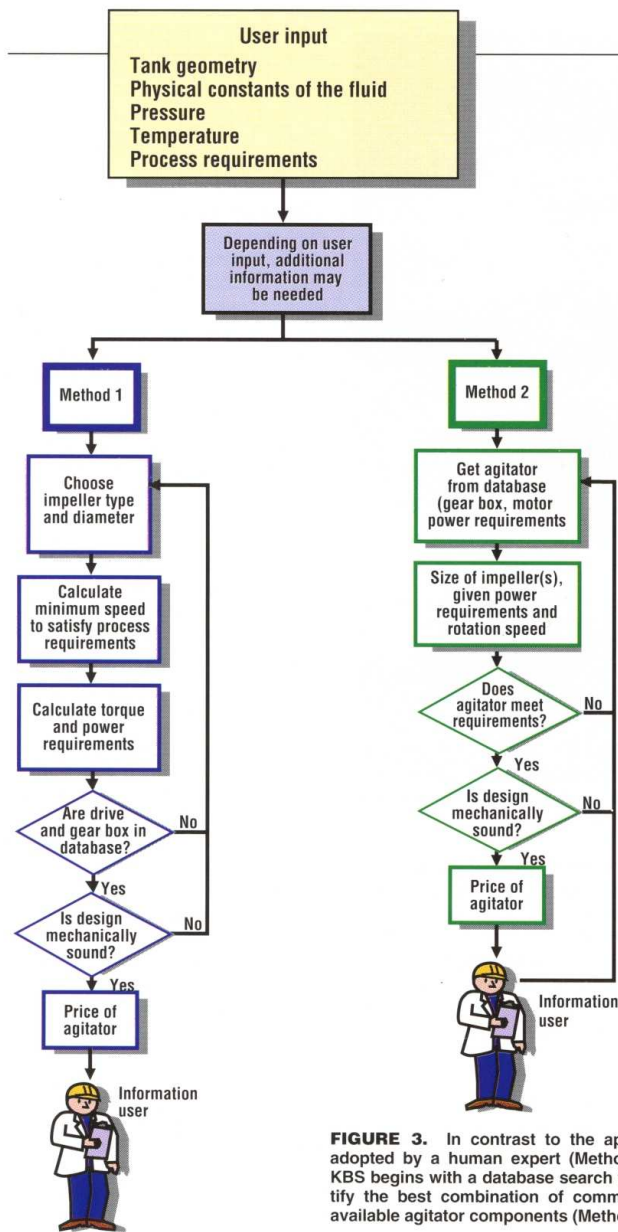 User input
Tank geometry
Physical constants of the fluid
Pressure
Temperature
Process requirements
Depending on user
input, additional
information may
be needed
Method 1
Choose
impeller type
and diameter
Calculate
minimum speed
to satisfy process
requirements
Calculate torque
and power
requirements
Are drive
and gear box in
database?
No
Yes
Is design
mechanically
sound?
No
Yes
Price of
agitator
Information
user
Method 2
Get agitator
from database
(gear box, motor
power requirements
Size of impeller(s),
given power
requirements and
rotation speed
Does
agitator meet
requirements?
No
Yes
Is design
mechanically
sound?
No
Yes
Price of
agitator
Information
user
FIGURE 3. In contrast to the ap
adopted by a human expert (Metho
KBS begins with a database search
tify the best combination of comm
available agitator components (Metho